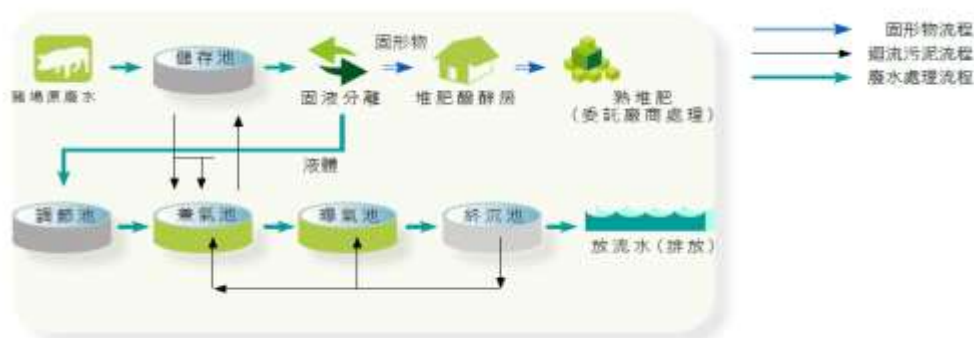 固形物
儲存池
豬場原廢水
固液分離
堆肥醱酵房
熟堆肥
(委託廠商處理)
液體
調節池
兼氣池
曝氣池
終沉池
放流水(排放)
固形物流程
迴流污泥流程
廢水處理流程